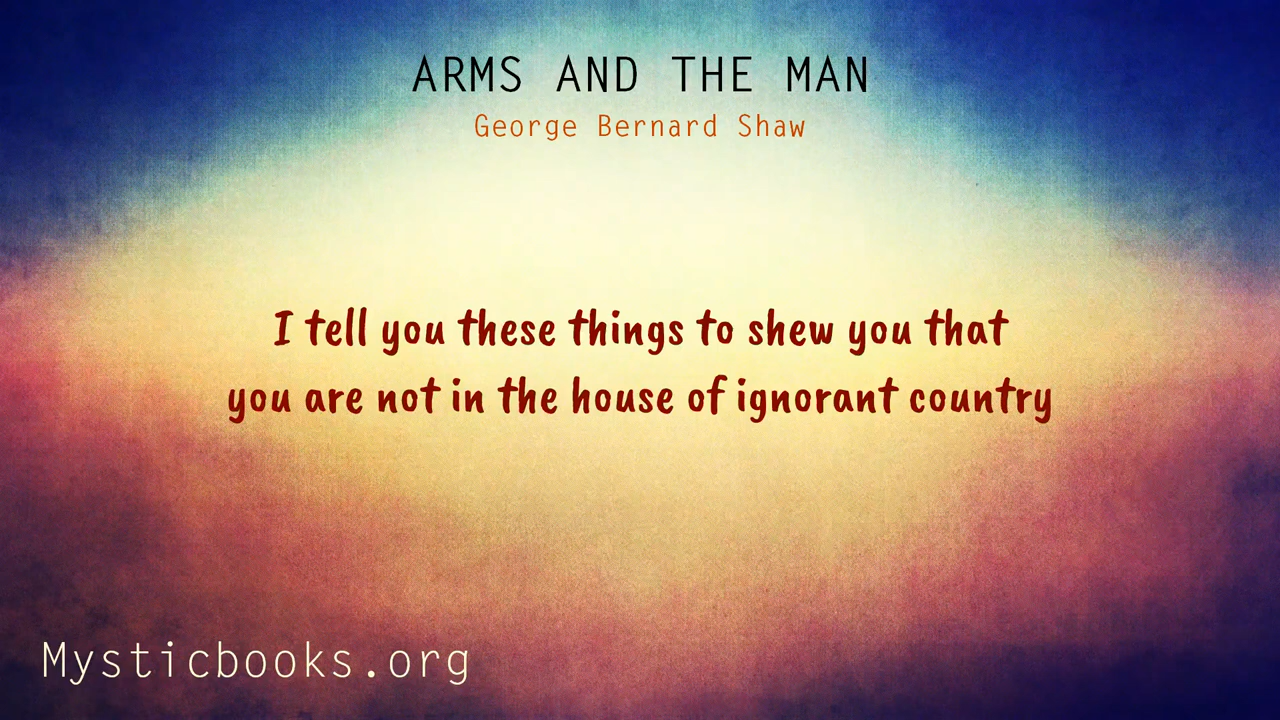 ARMS AND THE MAN
George Bernard Shaw
I tell you these things to shew you that
you are not in the house of ignorant country
Mysticbooks.org